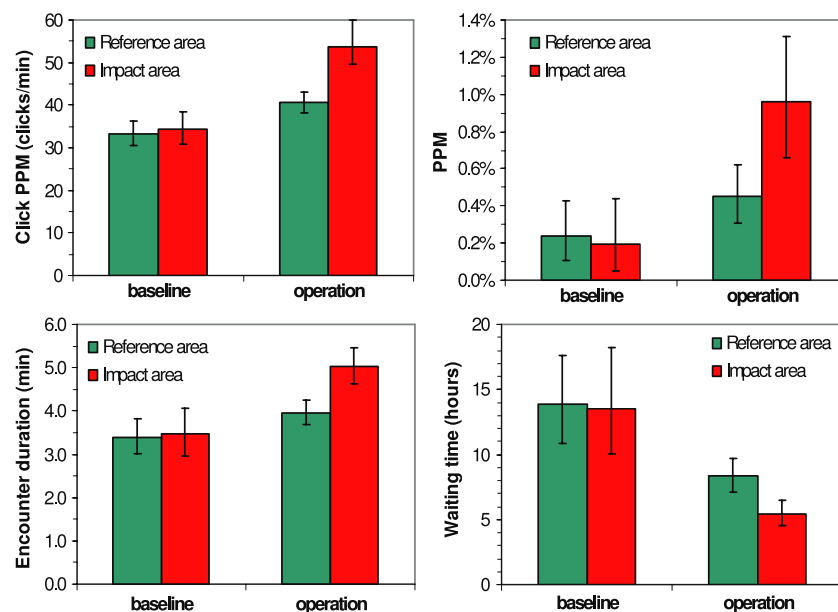 Click PPM (clicks/min)
60
50
40
30
20
10
0
Reference area
Impact area
baseline
operation
PPM
1.4%
1.2%
1.0%
0.8%
0.6%
0.4%
0.2%
0.0%
Reference area
Impact area
baseline
operation
Encounter duration (min)
6.0
5.0
4.0
3.0
2.0
1.0
0.0
Reference area
Impact area
baseline
operation
Waiting time (hours)
20
15
10
5
0
Reference area
Impact area
baseline
operation